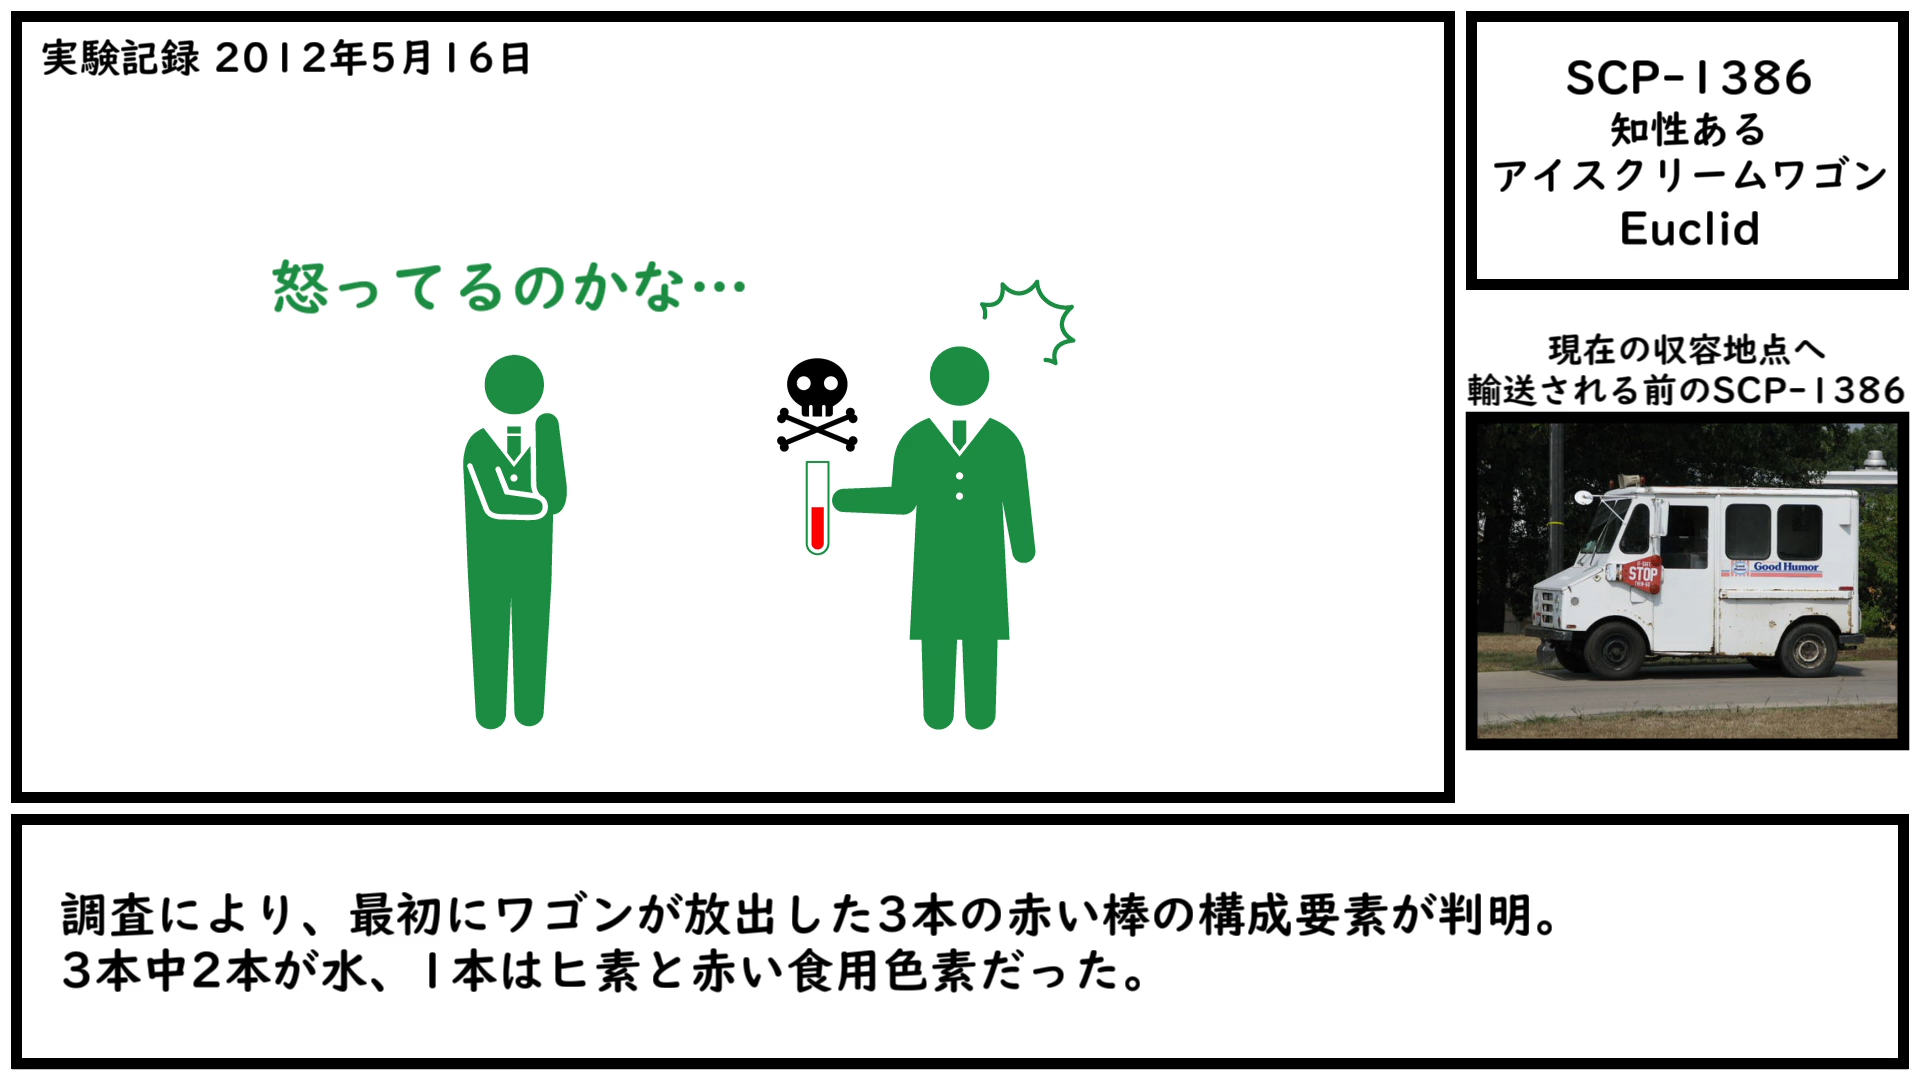 実験記録 2012年5月16日
怒ってるのかな…
SCP-1386
知性ある
アイスクリームワゴン
Euclid
現在の収容地点へ
輸送される前のSCP-1386
STOP
Good Humor
調査により、最初にワゴンが放出した3本の赤い棒の構成要素が判明。
3本中2本が水、1本はヒ素と赤い食用色素だった。